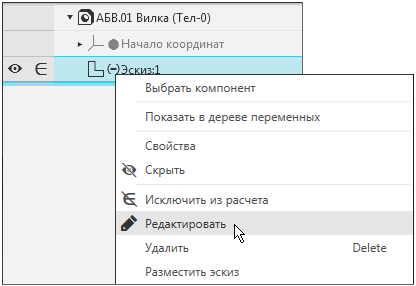 АБВ.01 Вилка (Тел-0)
Начало координат
(-)Эскиз:1
Выбрать компонент
Показать в дереве переменных
Свойства
Скрыть
Исключить из расчета
Редактировать
Удалить Delete
Разместить эскиз